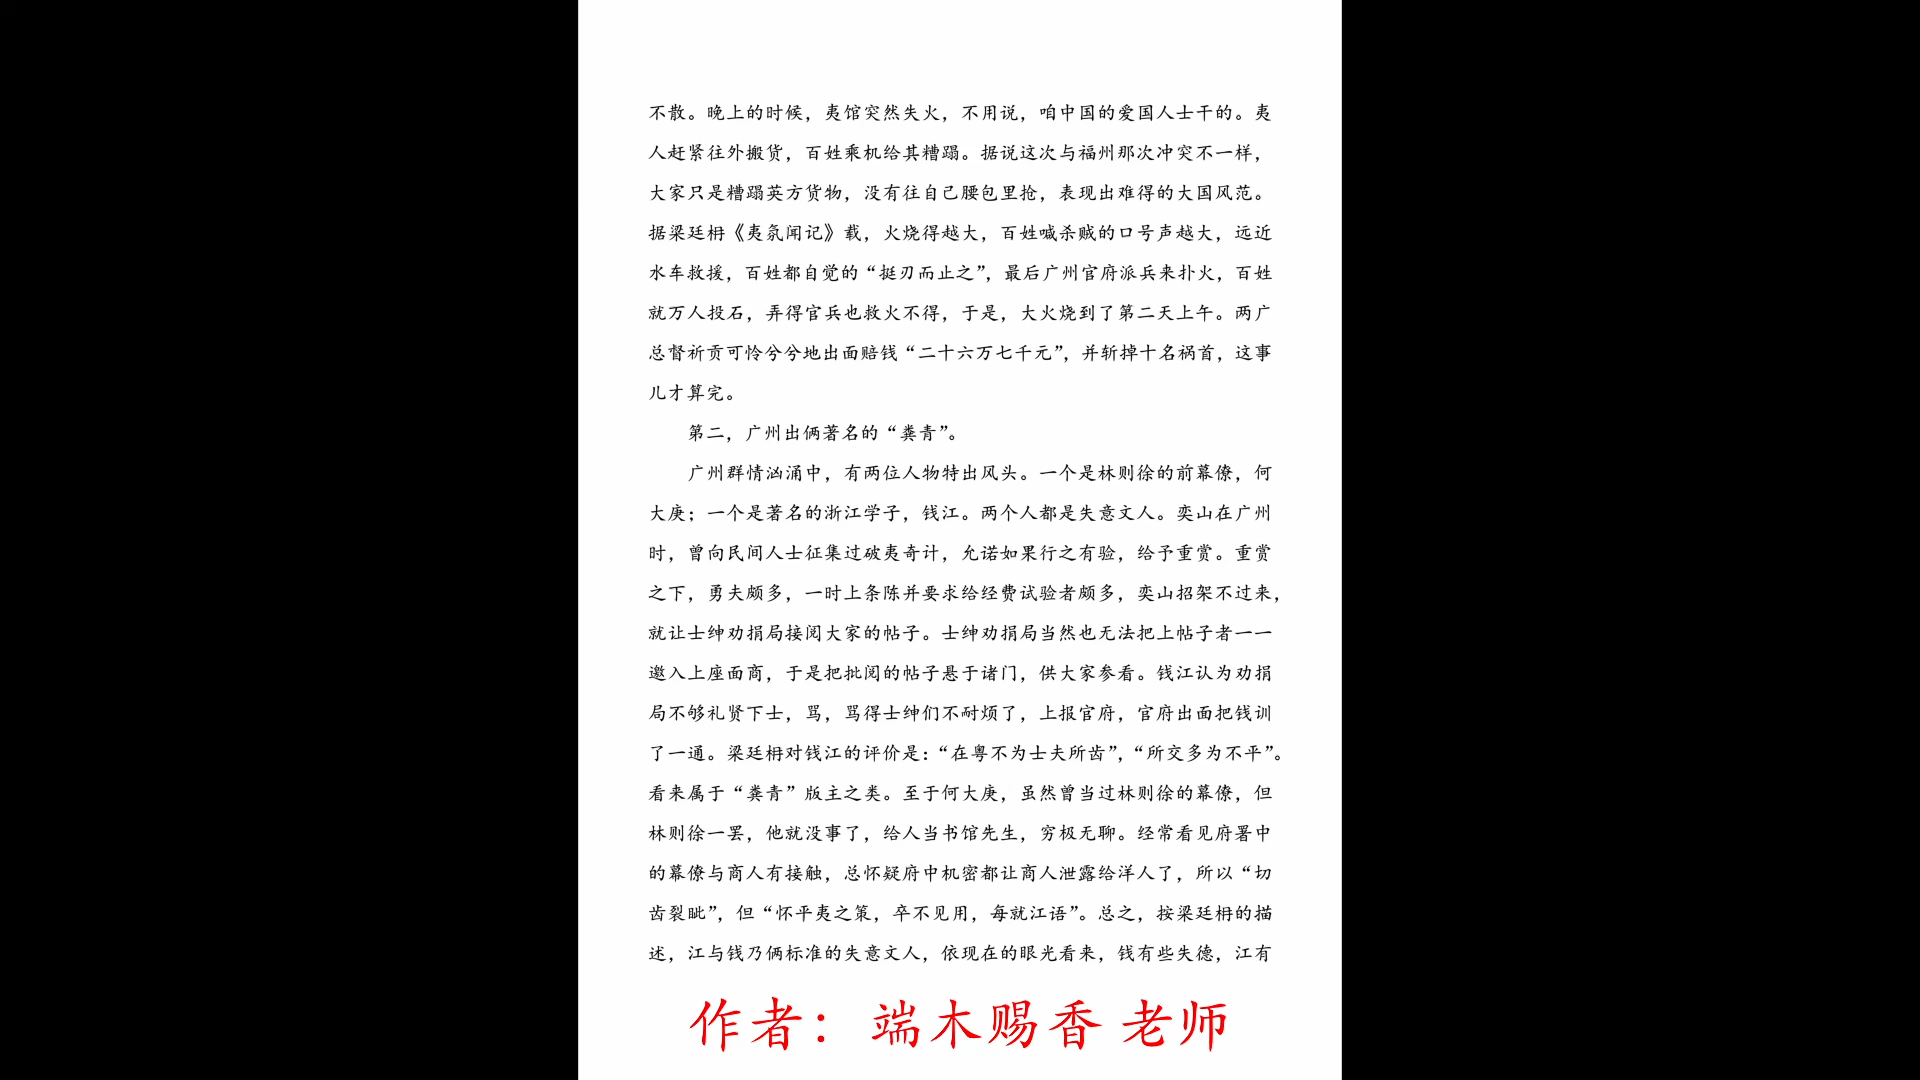 不散。晚上的时候，夷馆突然失火，不用说，咱中国的爱国人士干的。夷
人赶紧往外搬货，百姓乘机给其糟蹋。据说这次与福州那次冲突不一样，
大家只是糟蹋英方货物，没有往自己腰包里抢，表现出难得的大国风范。
据梁廷枏《夷氛闻记》载，火烧得越大，百姓喊杀贼的口号声越大，远近
水车救援，百姓都自觉的“挺刃而止之”，最后广州官府派兵来扑火，百姓
就万人投石，弄得官兵也救火不得，于是，大火烧到了第二天上午。两广
总督祈贡可怜兮兮地出面赔钱“二十六万七千元”，并斩掉十名祸首，这事
儿才算完。
第二，广州出俩著名的“粪青”。
广州群情汹涌中，有两位人物特出风头。一个是林则徐的前幕僚，何
大庚；一个是著名的浙江学子，钱江。两个人都是失意文人。奕山在广州
时，曾向民间人士征集过破夷奇计，允诺如果行之有验，给予重赏。重赏
之下，勇夫颇多，一时上条陈并要求给经费试验者颇多，奕山招架不过来，
就让士绅劝捐局接阅大家的帖子。士绅劝捐局当然也无法把上帖子者一一
邀入上座面商，于是把批阅的帖子悬于诸门，供大家参看。钱江认为劝捐
局不够礼贤下士，骂，骂得士绅们不耐烦了，上报官府，官府出面把钱训
了一通。梁廷枏对钱江的评价是：“在粤不为士夫所齿”，“所交多为不平”。
看来属于“粪青”版主之类。至于何大庚，虽然曾当过林则徐的幕僚，但
林则徐一罢，他就没事了，给人当书馆先生，穷极无聊。经常看见府署中
的幕僚与商人有接触，总怀疑府中机密都让商人泄露给洋人了，所以“切
齿裂眦”，但“怀平夷之策，卒不见用，每就江语”。总之，按梁廷枏的描
述，江与钱乃俩标准的失意文人，依现在的眼光看来，钱有些失德，江有
作者：端木赐香 老师